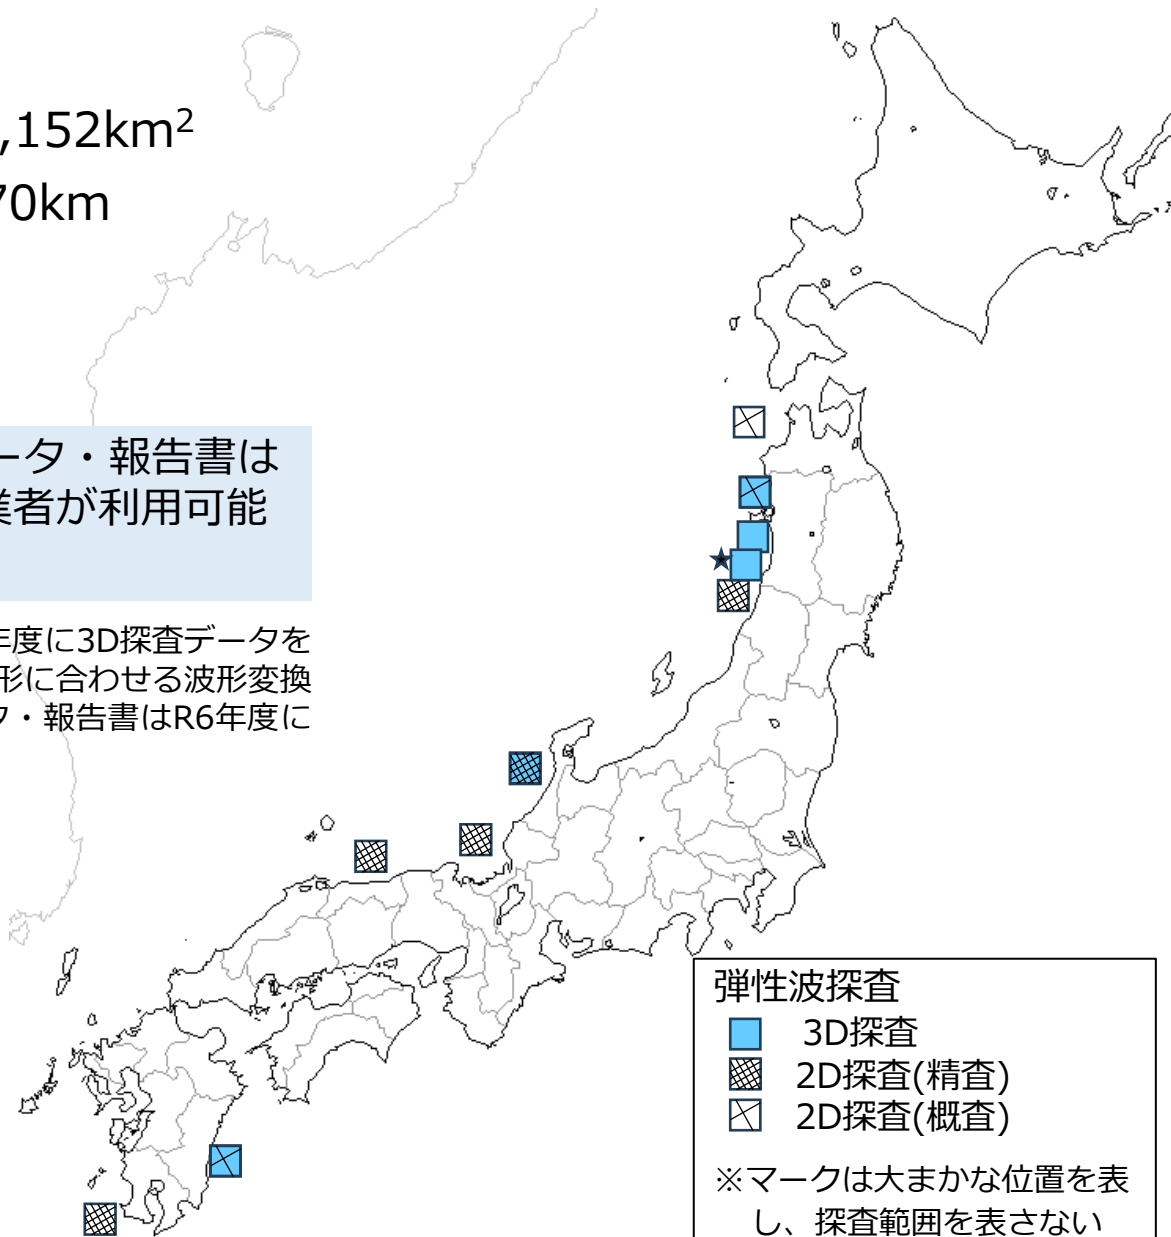 ,152km²
70km
ータ・報告書は
業者が利用可能
年度に3D探査データを
形に合わせる波形変換
タ・報告書はR6年度に
弾性波探査
3D探査
2D探査(精査)
2D探査(概査)
※マークは大まかな位置を表
し、探査範囲を表さない